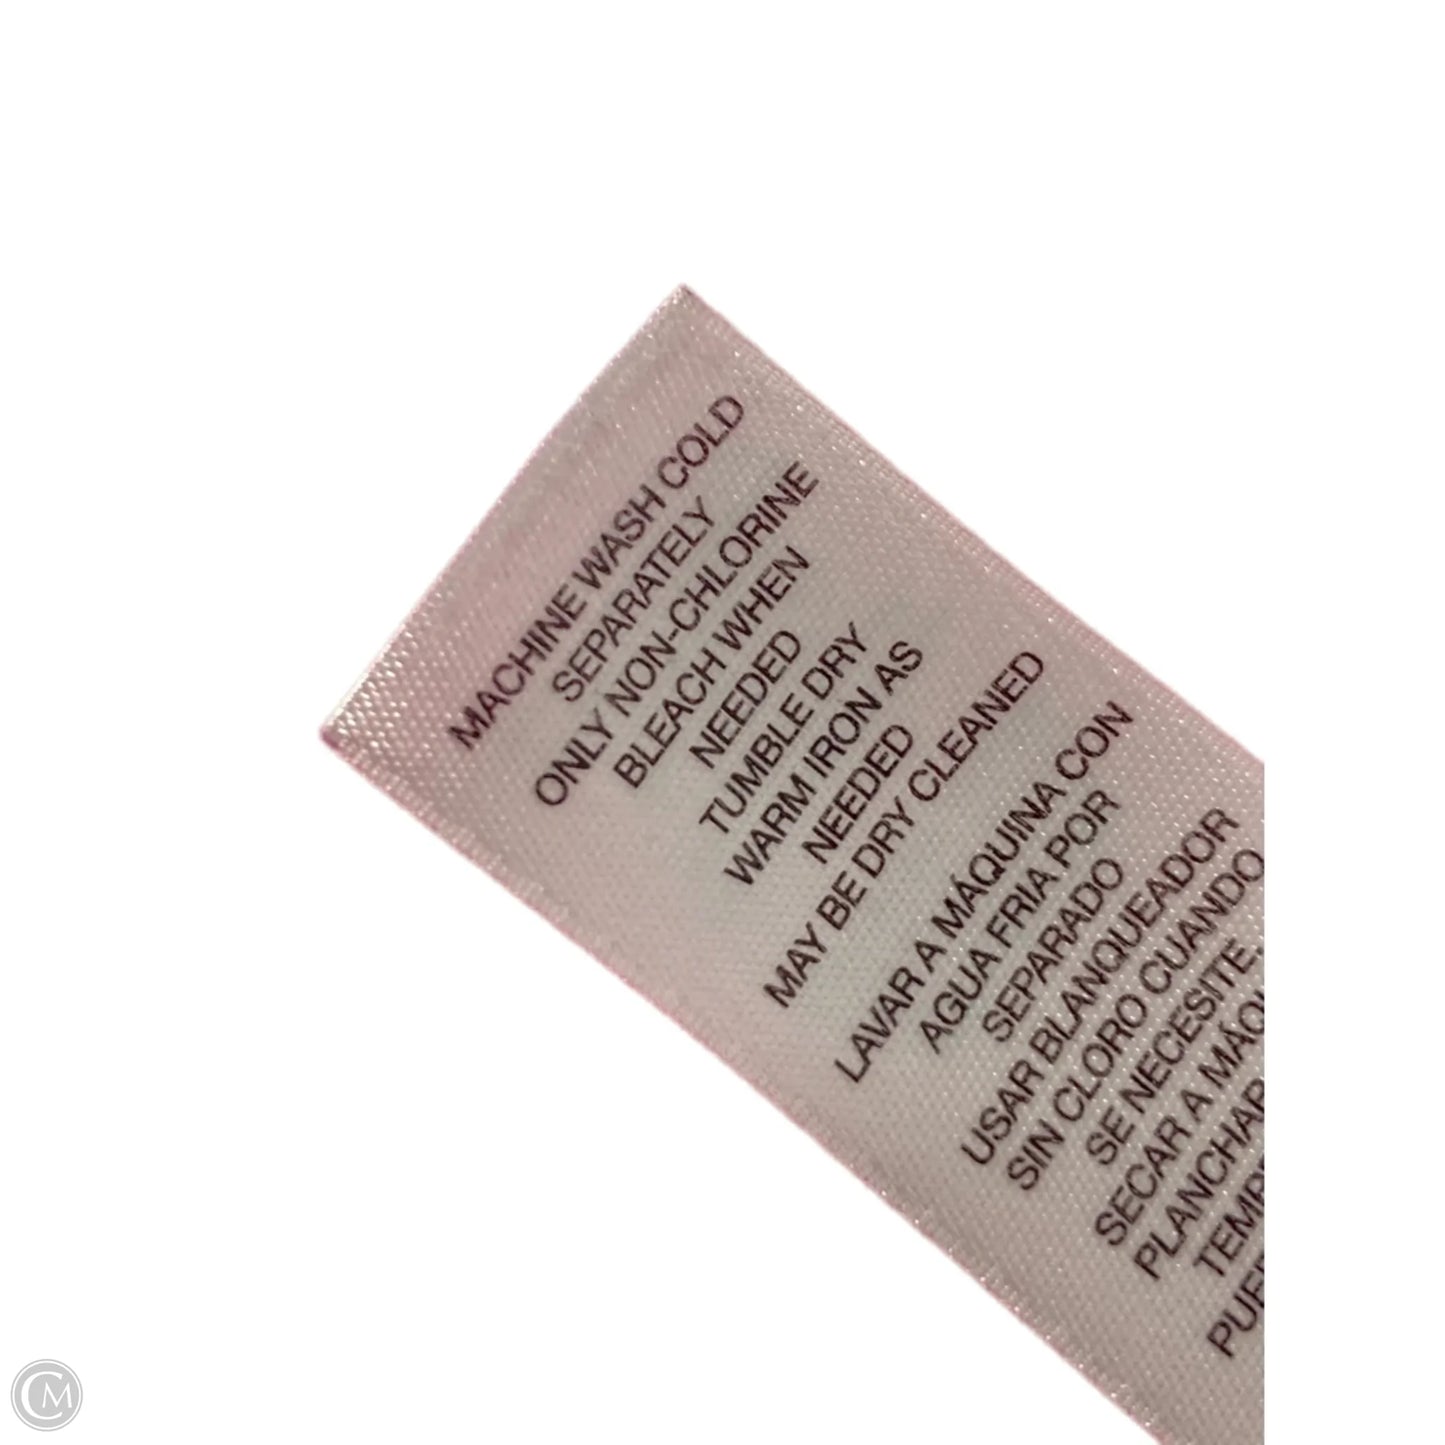 MACHINE WASH COLD
SEPARATELY
ONLY NON-CHLORINE
BLEACH WHEN
NEEDED
TUMBLE DRY
WARM IRON AS
NEEDED
MAY BE DRY CLEANED
LAVAR A MÁQUINA CON
AGUA FRIA POR
SEPARADO
USAR BLANQUEADOR
SIN CLORO CUANDO
SE NECESITE.
SECAR A
PLANCHAR
CM